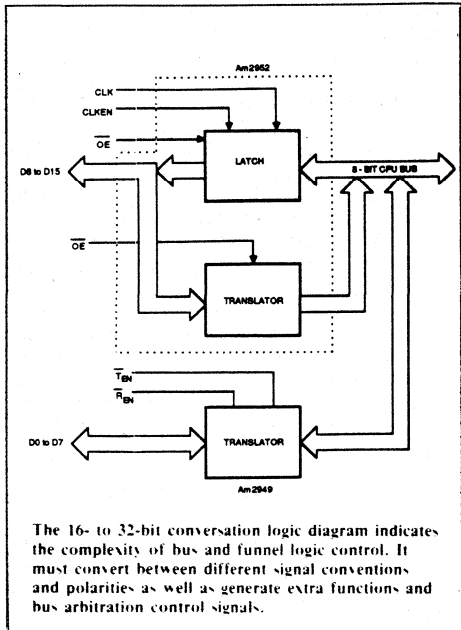 Am2952
CLK
CLKEN
OE
LATCH
D8 to D15
8 - BIT CPU BUS
OE
TRANSLATOR
TEN
REN
TRANSLATOR
D0 to D7
Am2949
The 16- to 32-bit conversation logic diagram indicates
the complexity of bus and funnel logic control. It
must convert between different signal conventions
and polarities as well as generate extra functions and
bus arbitration control signals.